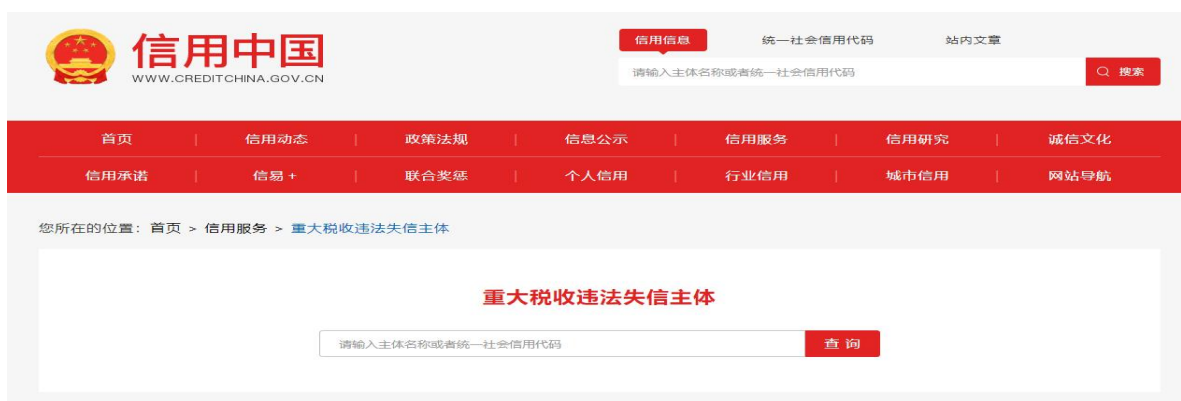 信用中国
WWW.CREDITCHINA.GOV.CN
信用信息 统一社会信用代码 站内文章
请输入主体名称或者统一社会信用代码 搜索
首页 | 信用动态 | 政策法规 | 信息公示 | 信用服务 | 信用研究 | 诚信文化
信用承诺 | 信易+ | 联合奖惩 | 个人信用 | 行业信用 | 城市信用 | 网站导航
您所在的位置：首页 > 信用服务 > 重大税收违法失信主体
重大税收违法失信主体
请输入主体名称或者统一社会信用代码 查询